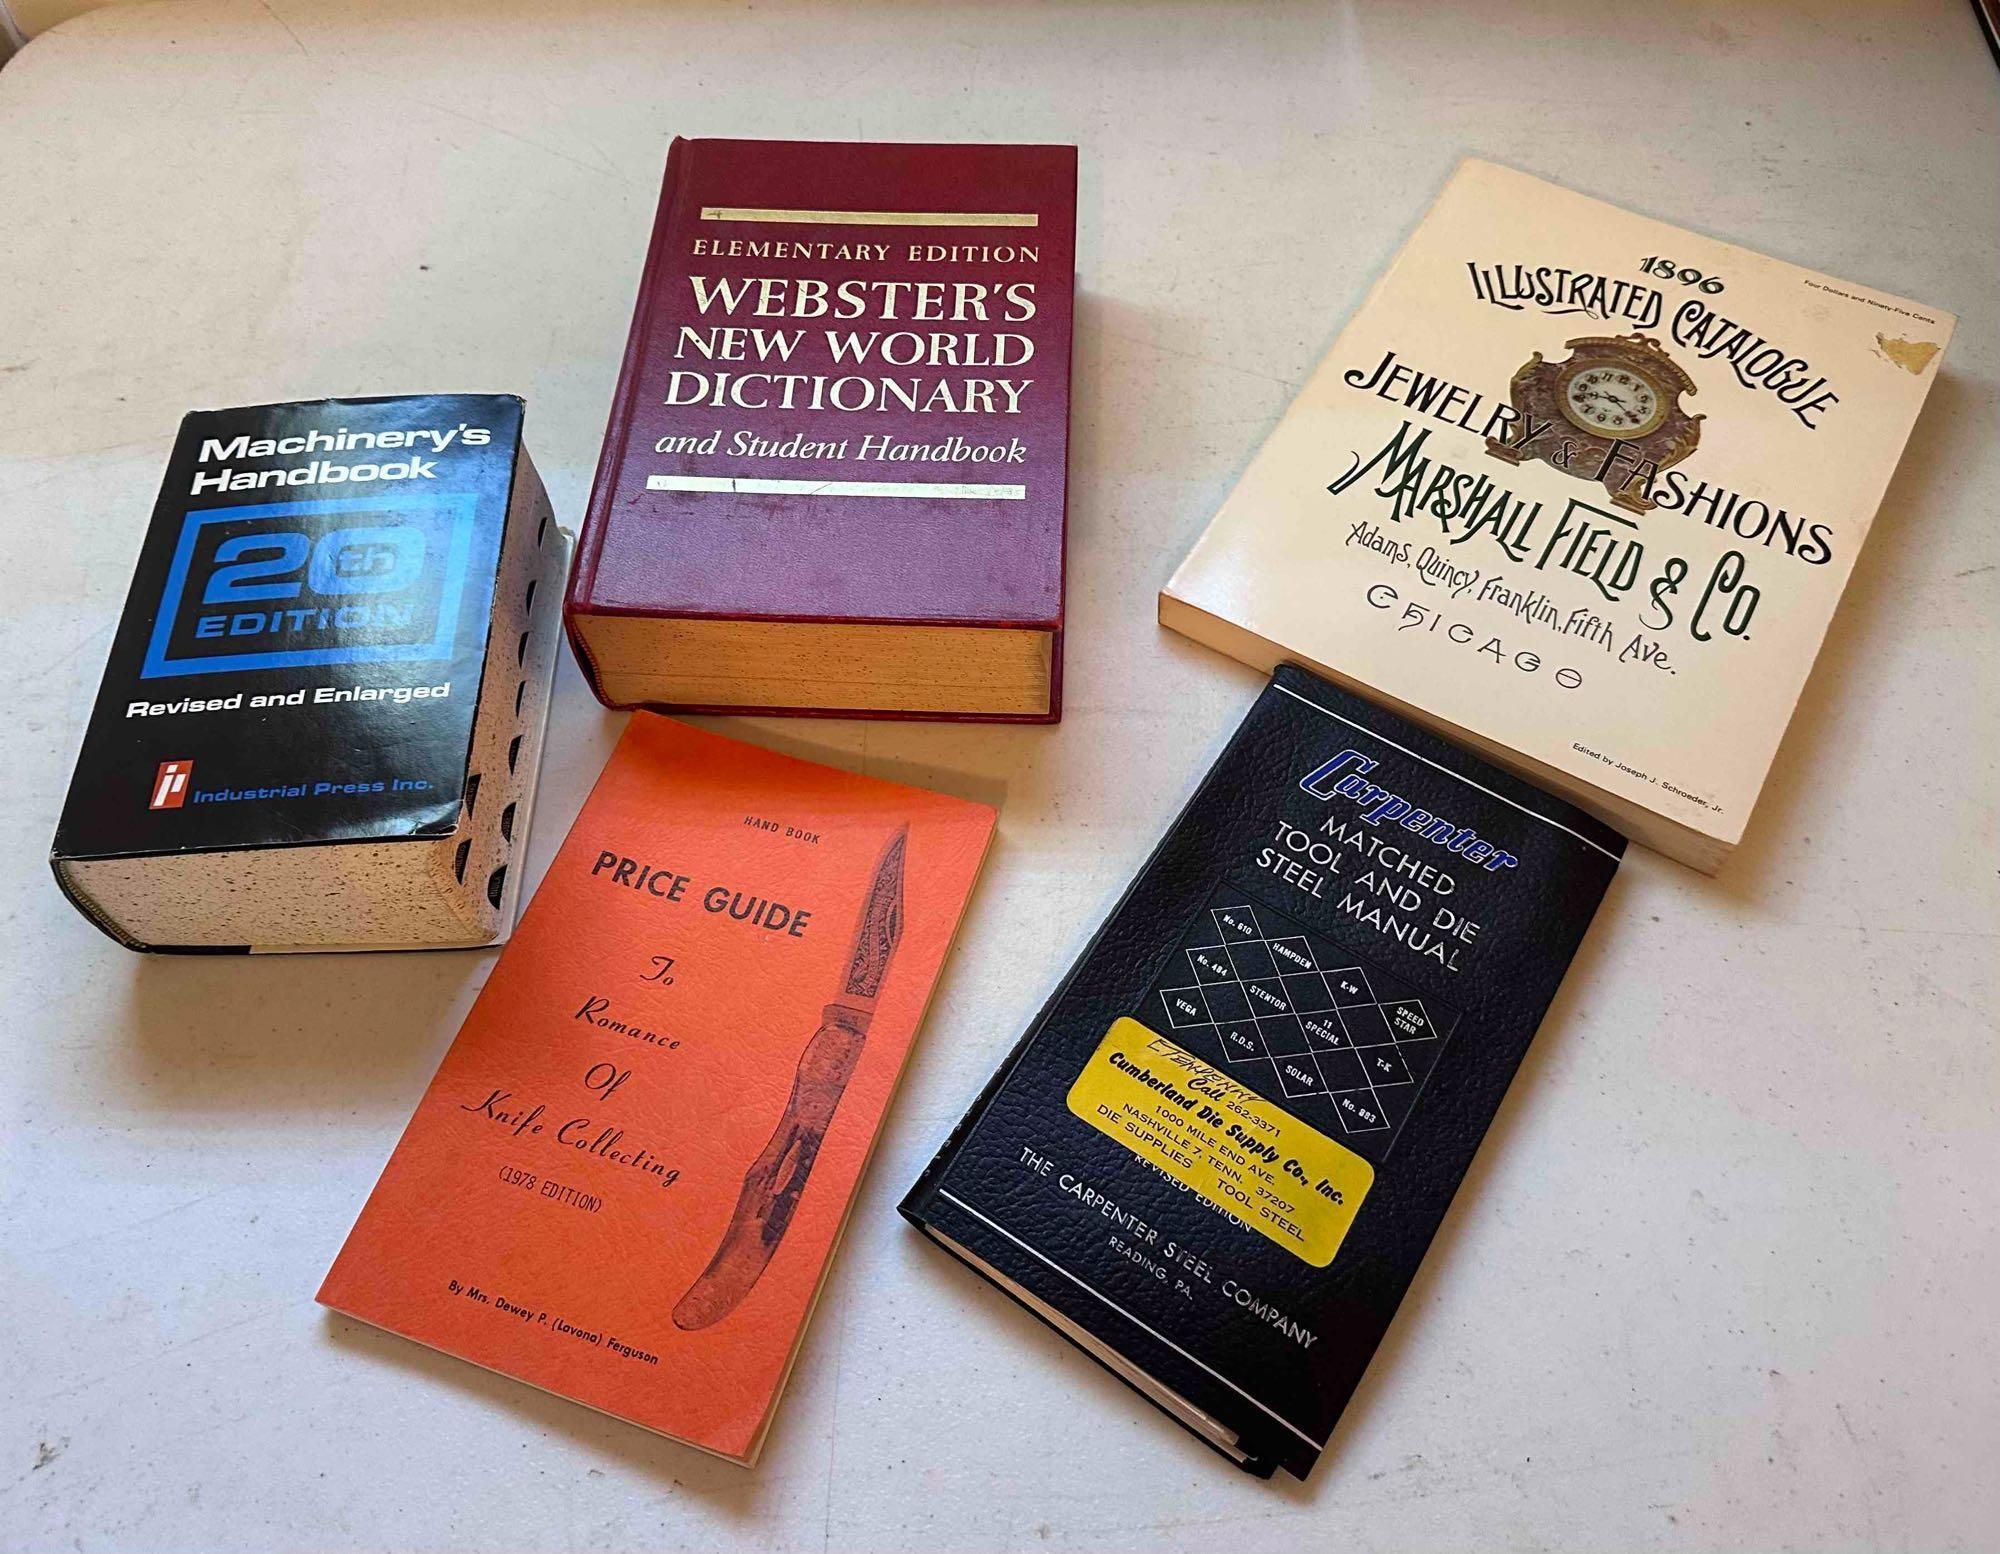 Machinery's
Handbook
20th
EDITION
Revised and Enlarged
Industrial Press Inc.
ELEMENTARY EDITION
WEBSTER'S
NEW WORLD
DICTIONARY
and Student Handbook
1896
Four Dollars and Ninety-Five Cents
ILLUSTRATED CATALOGUE
JEWELRY & FASHIONS
MARSHALL FIELD & Co.
Adams, Quincy, Franklin, Fifth Ave.
CHICAGO
Edited by Joseph J. Schroeder, Jr.
HAND BOOK
PRICE GUIDE
To
Romance
Of
Knife Collecting
(1978 EDITION)
By Mrs. Dewey P. (Lavona) Ferguson
Carpenter
MATCHED
TOOL AND DIE
STEEL MANUAL
No. 610
HAMPDEN
K-W
SPEED
STAR
No. 484
STENTOR
11
SPECIAL
T-K
VEGA
R.D.S.
SOLAR
No. 883
Call 262-3371
Cumberland Die Supply Co., Inc.
1000 MILE END AVE.
NASHVILLE 7, TENN. 37207
DIE SUPPLIES TOOL STEEL
REVISED EDITION
THE CARPENTER STEEL COMPANY
READING, PA.